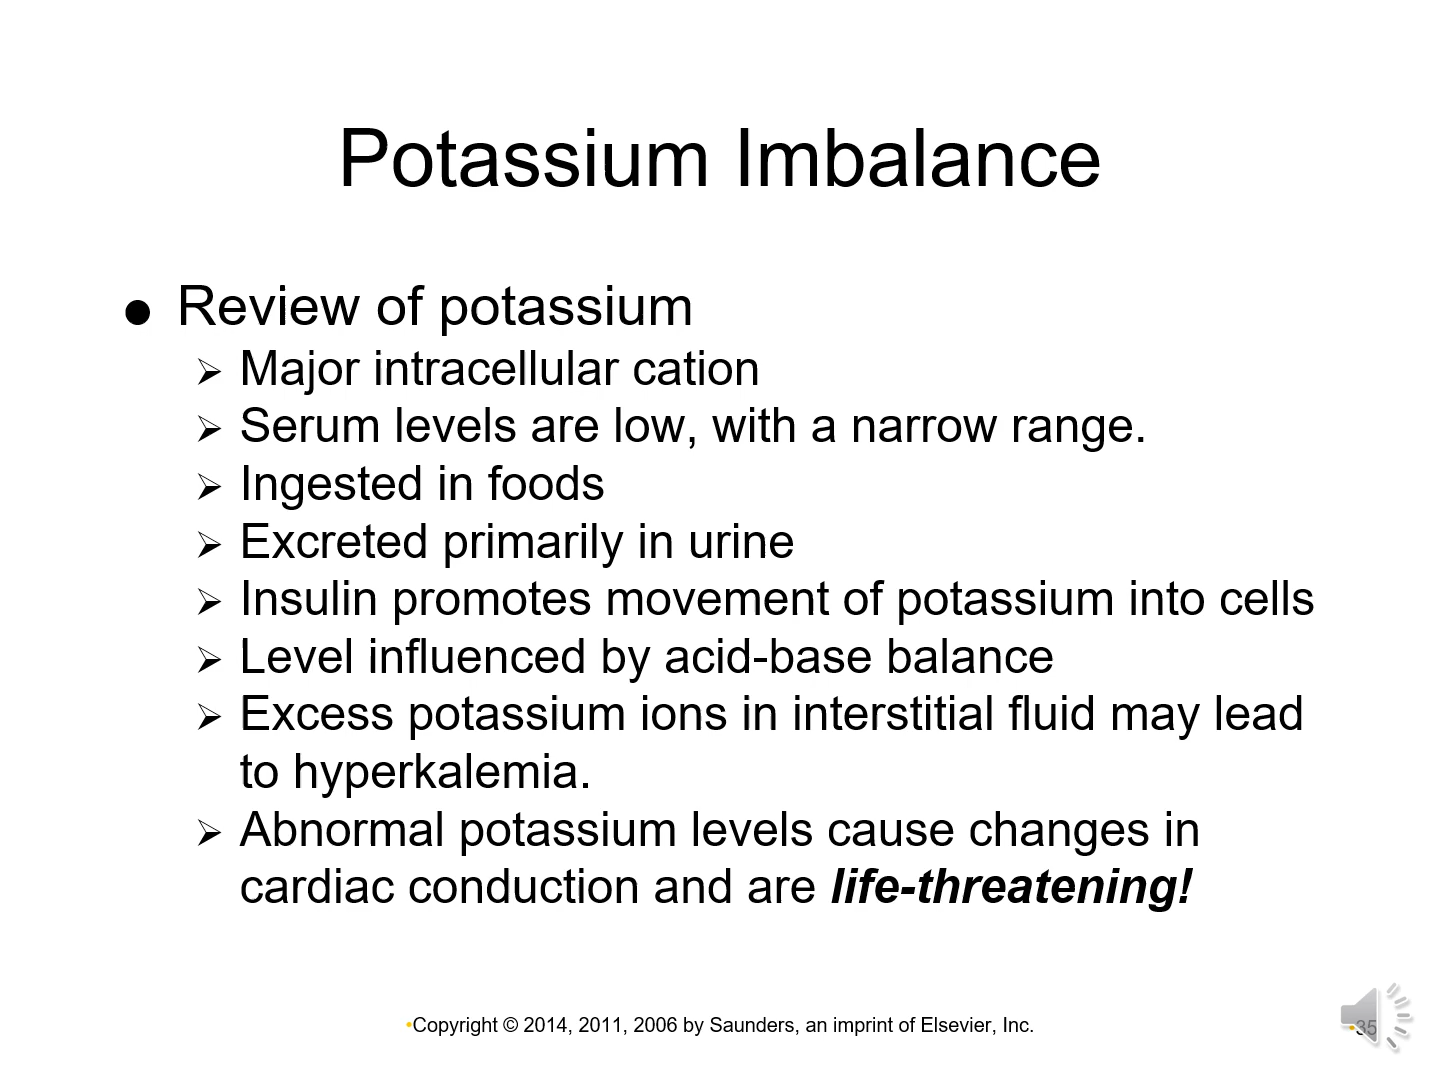 Potassium Imbalance
● Review of potassium
➢ Major intracellular cation
➢ Serum levels are low, with a narrow range.
➢ Ingested in foods
➢ Excreted primarily in urine
➢ Insulin promotes movement of potassium into cells
➢ Level influenced by acid-base balance
➢ Excess potassium ions in interstitial fluid may lead
to hyperkalemia.
➢ Abnormal potassium levels cause changes in
cardiac conduction and are life-threatening!
•Copyright © 2014, 2011, 2006 by Saunders, an imprint of Elsevier, Inc.
•35